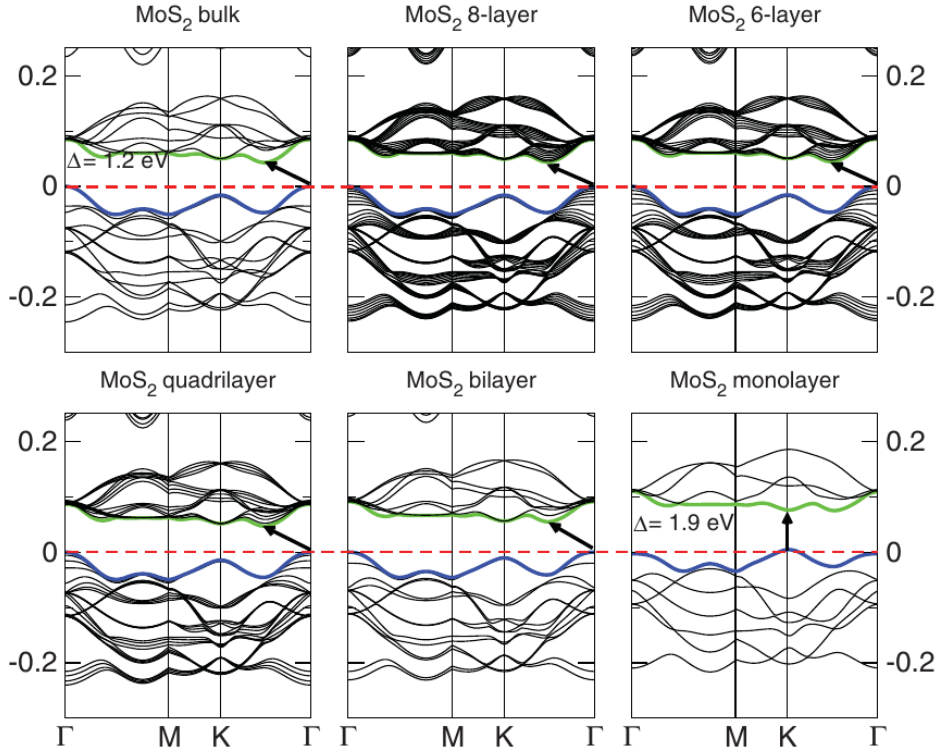 MoS₂ bulk
MoS₂ 8-layer
MoS₂ 6-layer
0.2
0.2
Δ= 1.2 eV
0
0
-0.2
-0.2
MoS₂ quadrilayer
MoS₂ bilayer
MoS₂ monolayer
0.2
0.2
Δ= 1.9 eV
0
0
-0.2
-0.2
Γ M K Γ
Γ M K Γ
Γ M K Γ